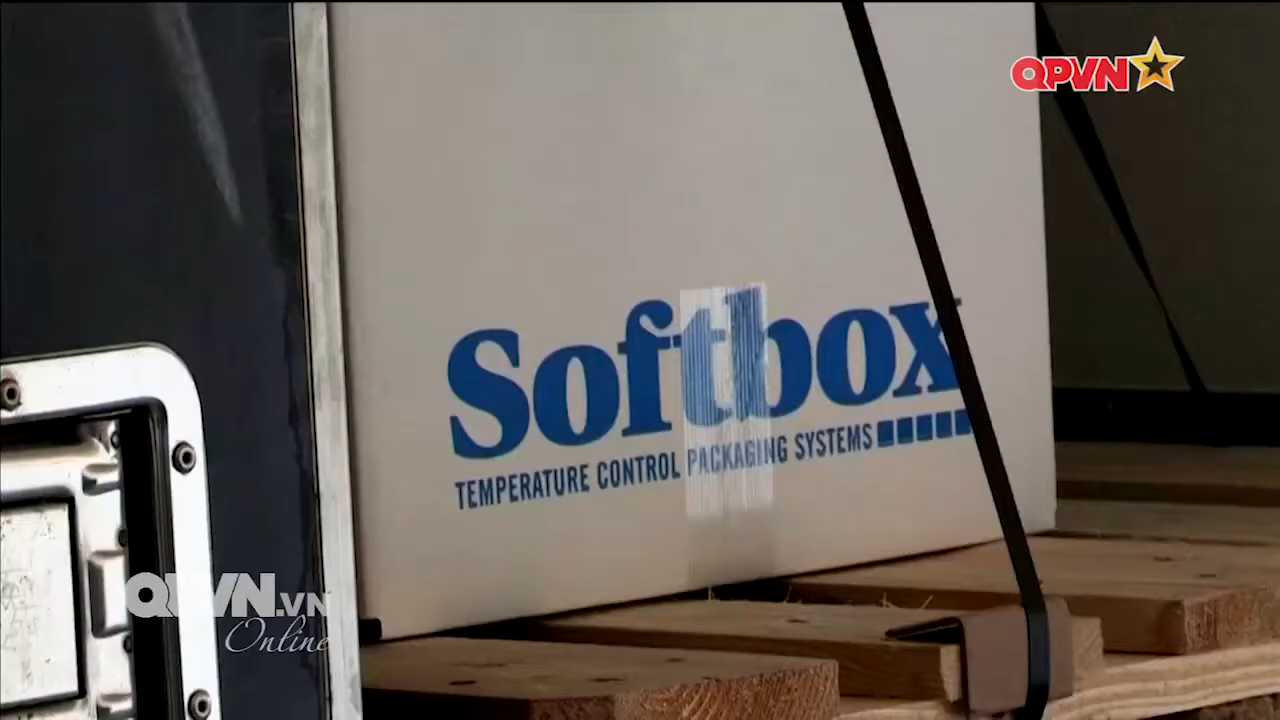 QPVN
Softbox
TEMPERATURE CONTROL PACKAGING SYSTEMS
QPVN.VN
Online